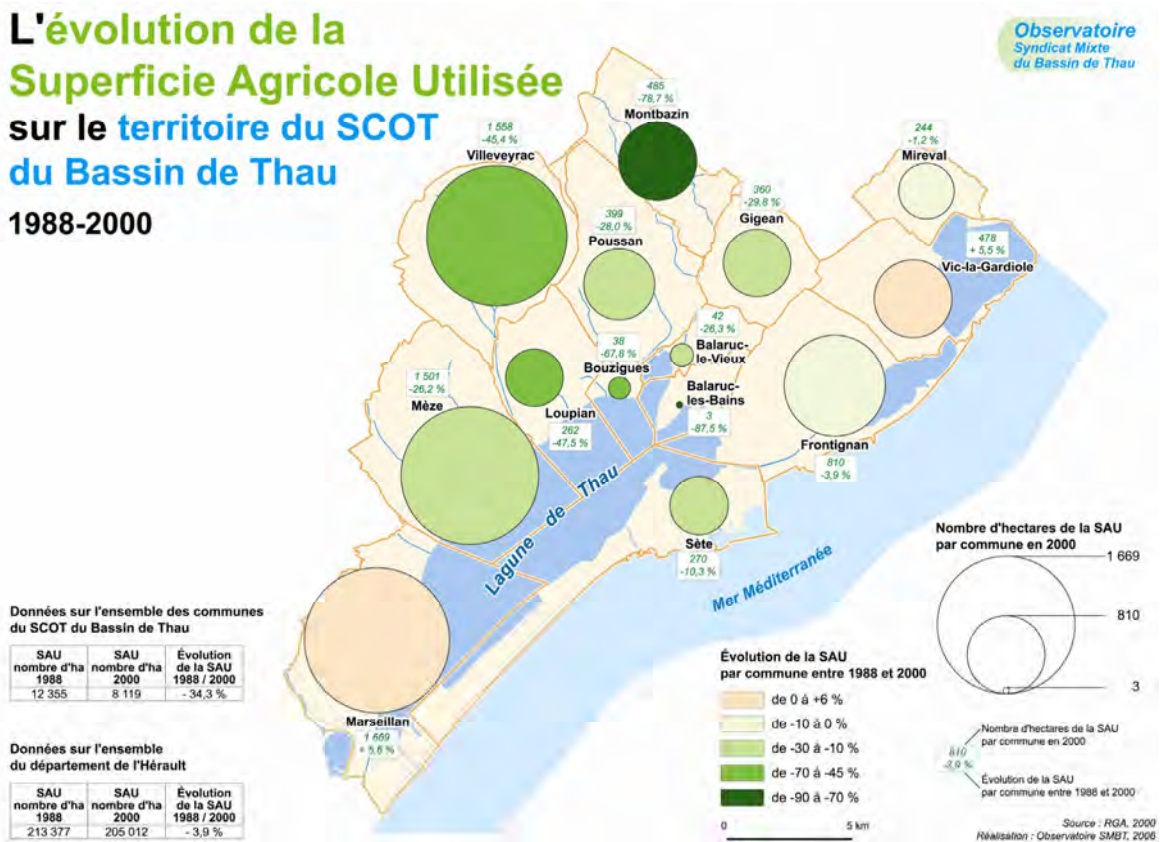 L'évolution de la
Superficie Agricole Utilisée
sur le territoire du SCOT
du Bassin de Thau
1988-2000
Observatoire
Syndicat Mixte
du Bassin de Thau
485
-78,7 %
Montbazin
1 558
-45,4 %
Villeveyrac
244
-1,2 %
Mireval
360
-29,8 %
Gigean
399
-28,0 %
Poussan
478
+ 5,5 %
Vic-la-Gardiole
42
-26,3 %
Balaruc-
le-Vieux
38
-67,8 %
Bouzigues
1 501
-26,2 %
Mèze
Balaruc-
les-Bains
3
-87,5 %
Loupian
262
-47,5 %
Frontignan
810
-3,9 %
Lagune de Thau
Sète
270
-10,3 %
Mer Méditerranée
Marseillan
1 669
+ 5,6 %
Données sur l'ensemble des communes
du SCOT du Bassin de Thau
SAU nombre d'ha 1988 SAU nombre d'ha 2000 Évolution de la SAU 1988 / 2000
12 355 8 119 - 34,3 %
Données sur l'ensemble
du département de l'Hérault
SAU nombre d'ha 1988 SAU nombre d'ha 2000 Évolution de la SAU 1988 / 2000
213 377 205 012 - 3,9 %
Évolution de la SAU
par commune entre 1988 et 2000
de 0 à +6 %
de -10 à 0 %
de -30 à -10 %
de -70 à -45 %
de -90 à -70 %
0 5 km
Nombre d'hectares de la SAU
par commune en 2000
1 669
810
3
Nombre d'hectares de la SAU
par commune en 2000
810
-3,9 %
Évolution de la SAU
par commune entre 1988 et 2000
Source : RGA, 2000
Réalisation : Observatoire SMBT, 2006